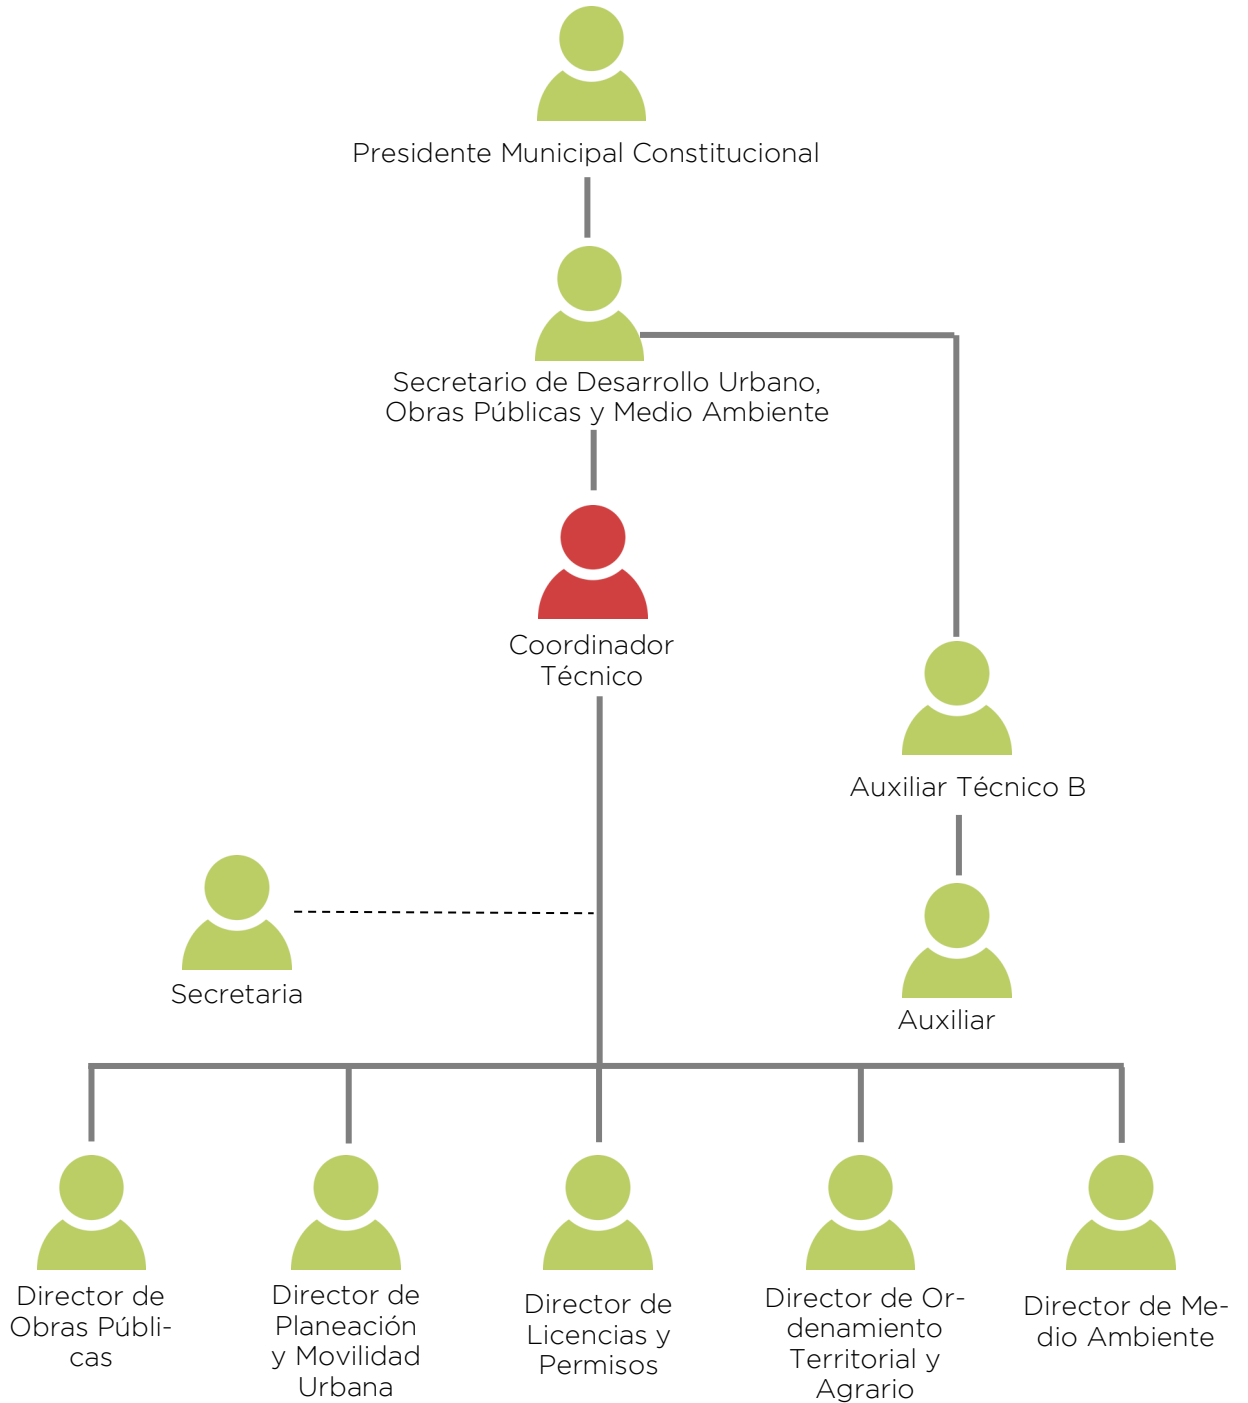 Presidente Municipal Constitucional
Secretario de Desarrollo Urbano,
Obras Públicas y Medio Ambiente
Coordinador
Técnico
Auxiliar Técnico B
Secretaria
Auxiliar
Director de
Obras Públi-
cas
Director de
Planeación
y Movilidad
Urbana
Director de
Licencias y
Permisos
Director de Or-
denamiento
Territorial y
Agrario
Director de Me-
dio Ambiente